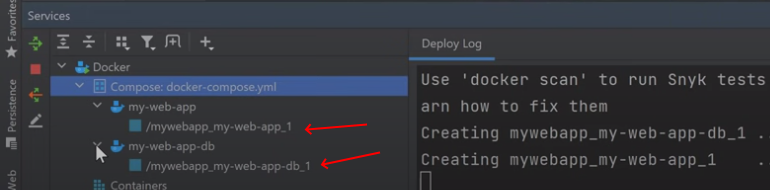 Favorites
Persistence
Web
Services
Docker
Compose: docker-compose.yml
my-web-app
/mywebapp_my-web-app_1
my-web-app-db
/mywebapp_my-web-app-db_1
Containers
Deploy Log
Use 'docker scan' to run Snyk tests
arn how to fix them
Creating mywebapp_my-web-app-db_1 ..
Creating mywebapp_my-web-app_1 ..